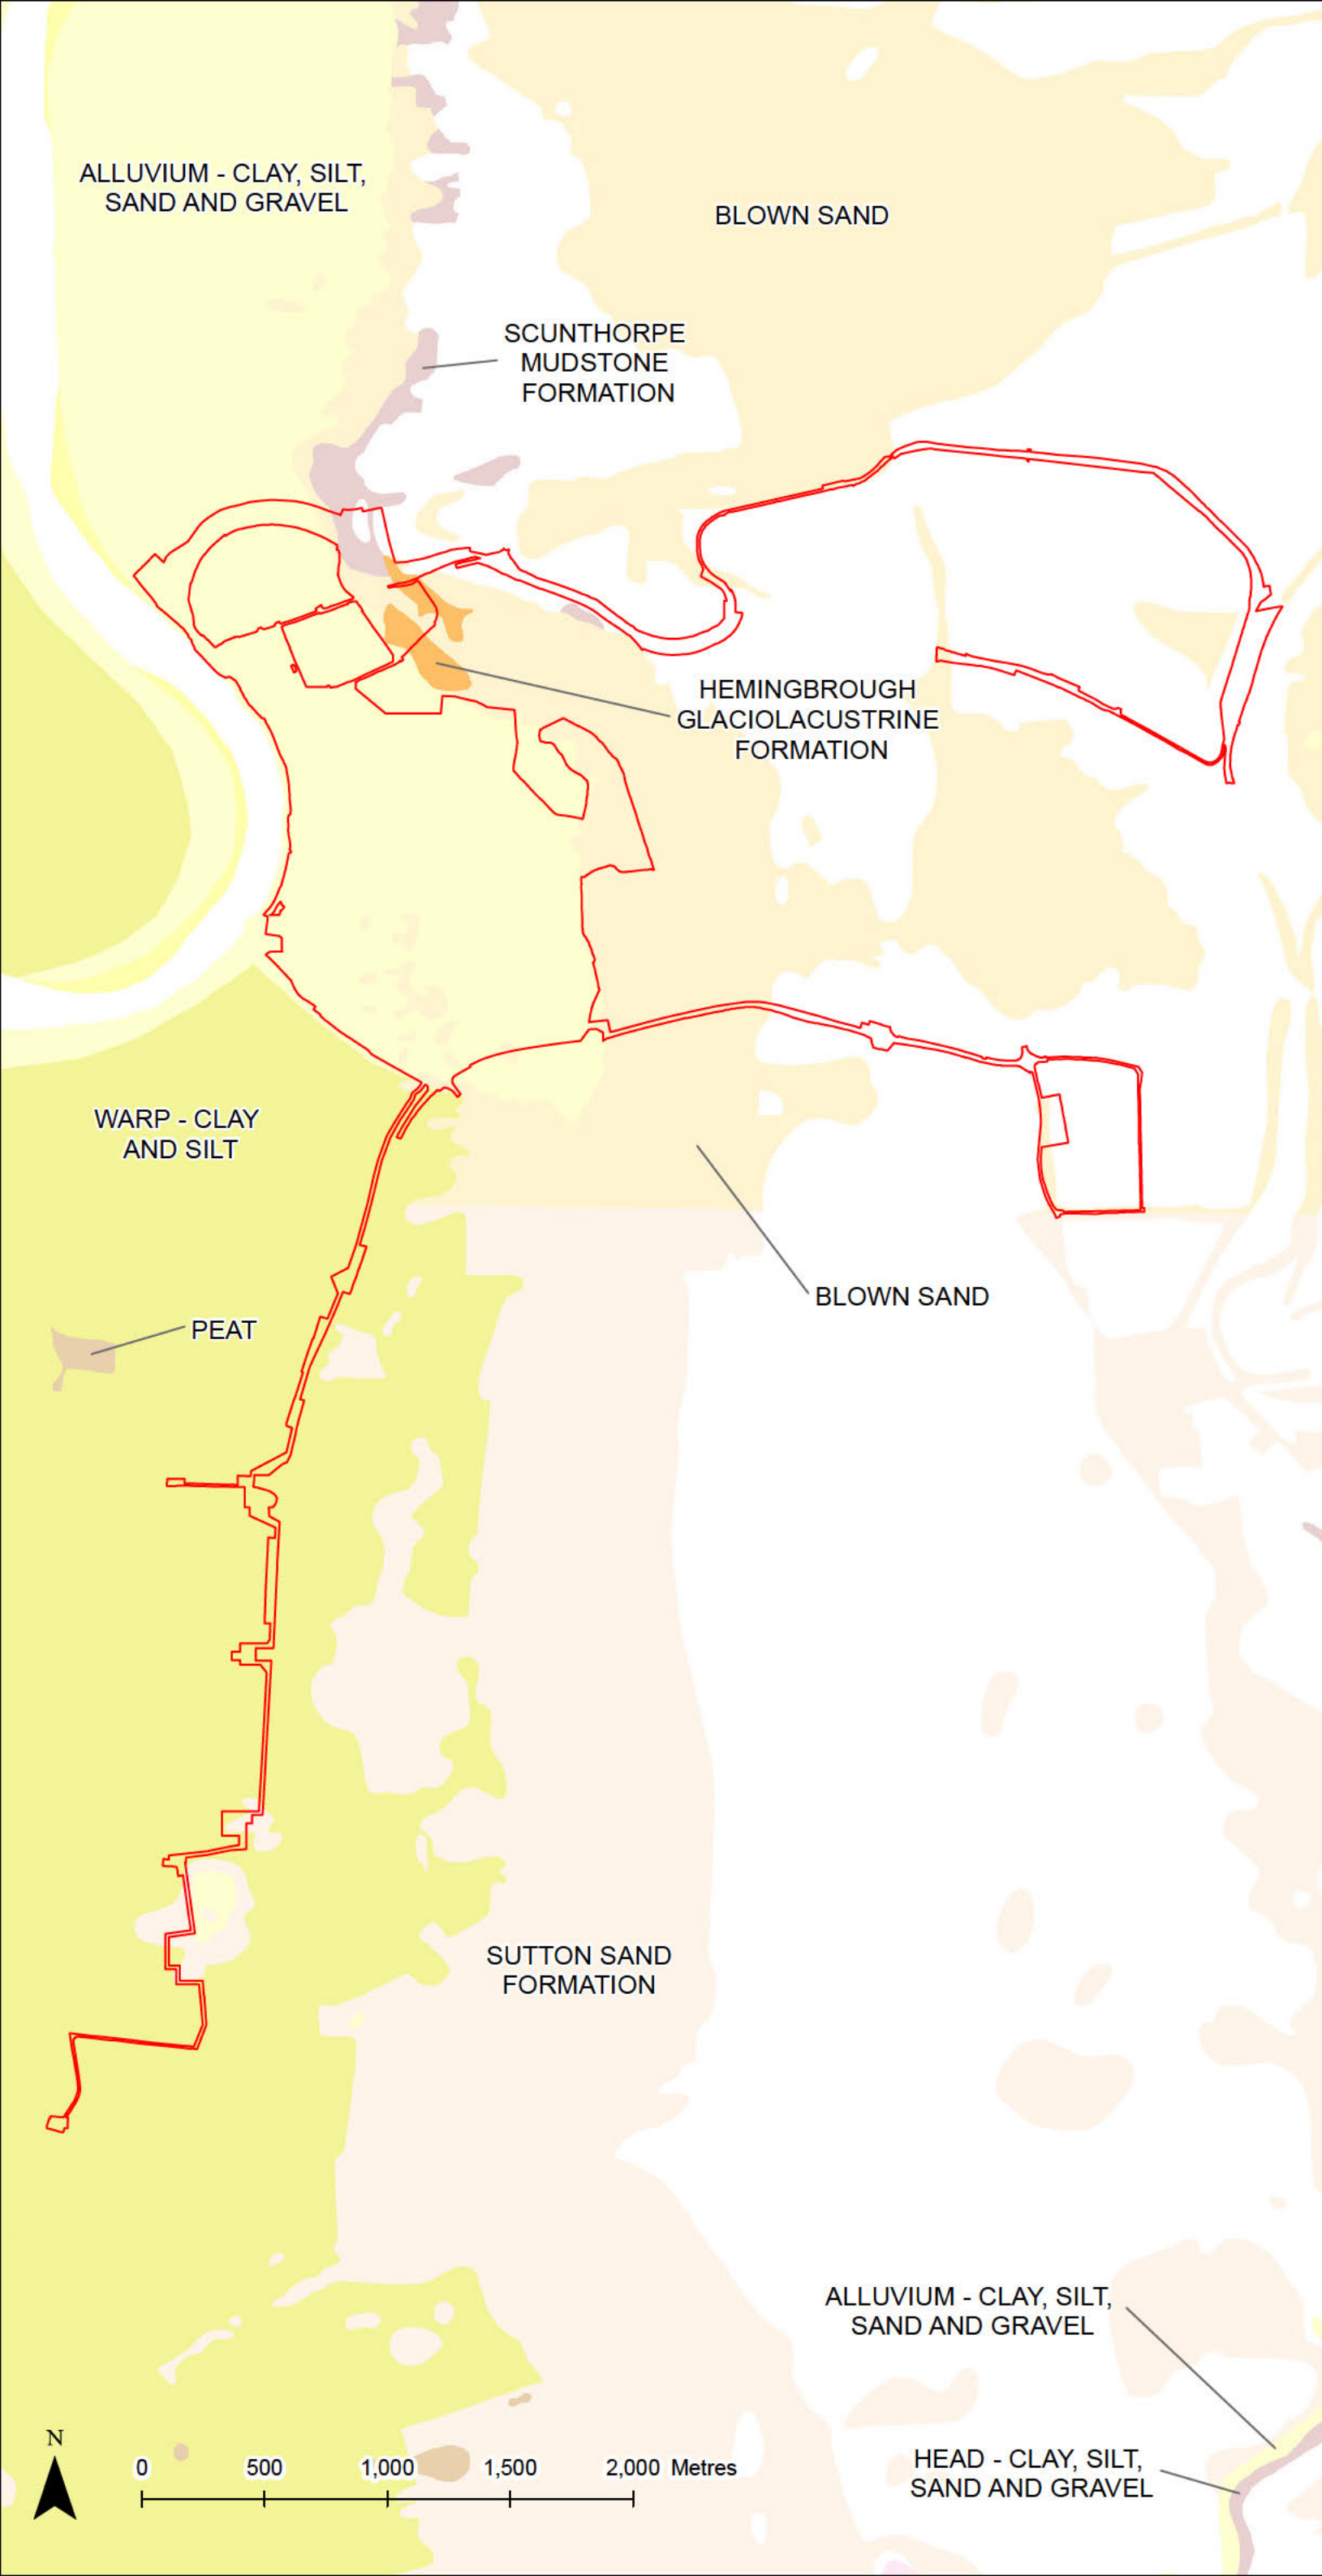 ALLUVIUM - CLAY, SILT,
SAND AND GRAVEL
BLOWN SAND
SCUNTHORPE
MUDSTONE
FORMATION
HEMINGBROUGH
GLACIOLACUSTRINE
FORMATION
WARP - CLAY
AND SILT
BLOWN SAND
PEAT
SUTTON SAND
FORMATION
ALLUVIUM - CLAY, SILT,
SAND AND GRAVEL
HEAD - CLAY, SILT,
SAND AND GRAVEL
N
0 500 1,000 1,500 2,000 Metres